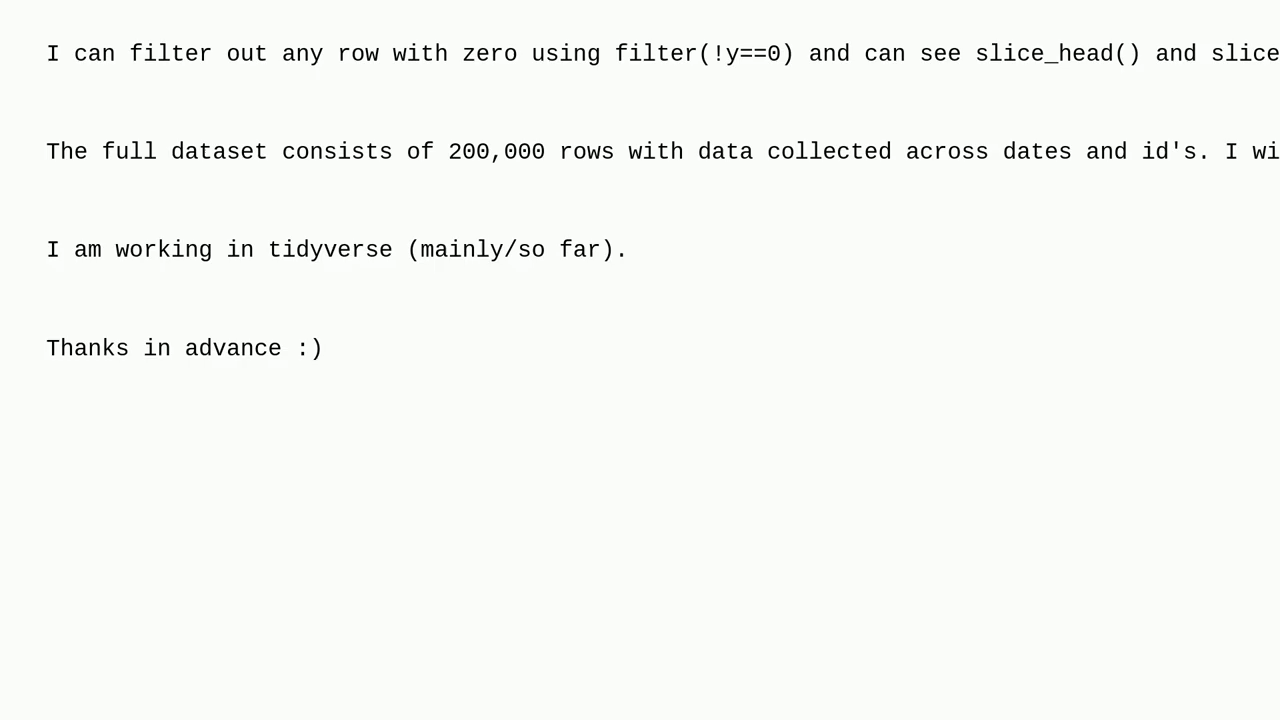 I can filter out any row with zero using filter(!y==0) and can see slice_head() and slice
The full dataset consists of 200,000 rows with data collected across dates and id's. I wi
I am working in tidyverse (mainly/so far).
Thanks in advance :)